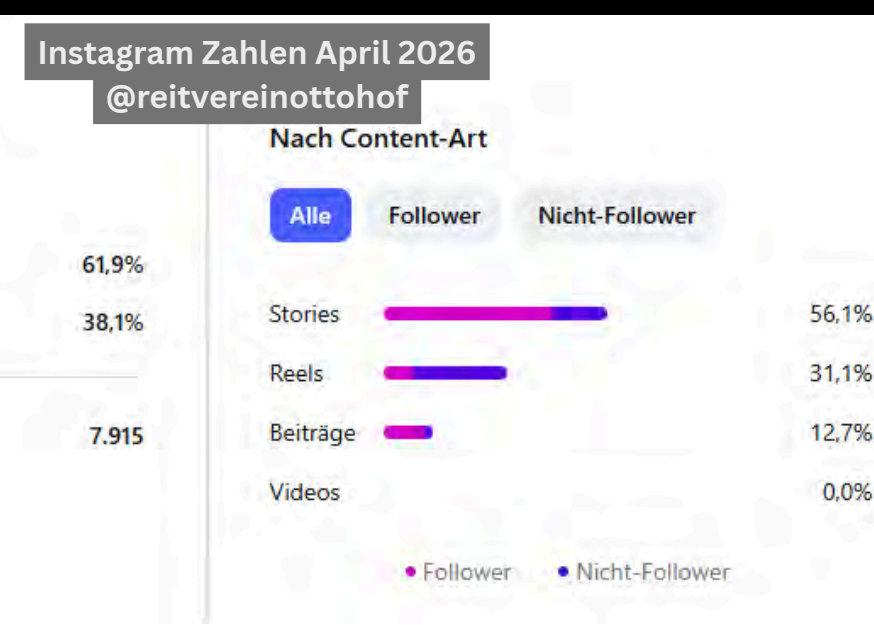 Instagram Zahlen April 2026
@reitvereinottohof
Nach Content-Art
Alle Follower Nicht-Follower
61,9%
38,1%
7.915
Stories 56,1%
Reels 31,1%
Beiträge 12,7%
Videos 0,0%
Follower Nicht-Follower